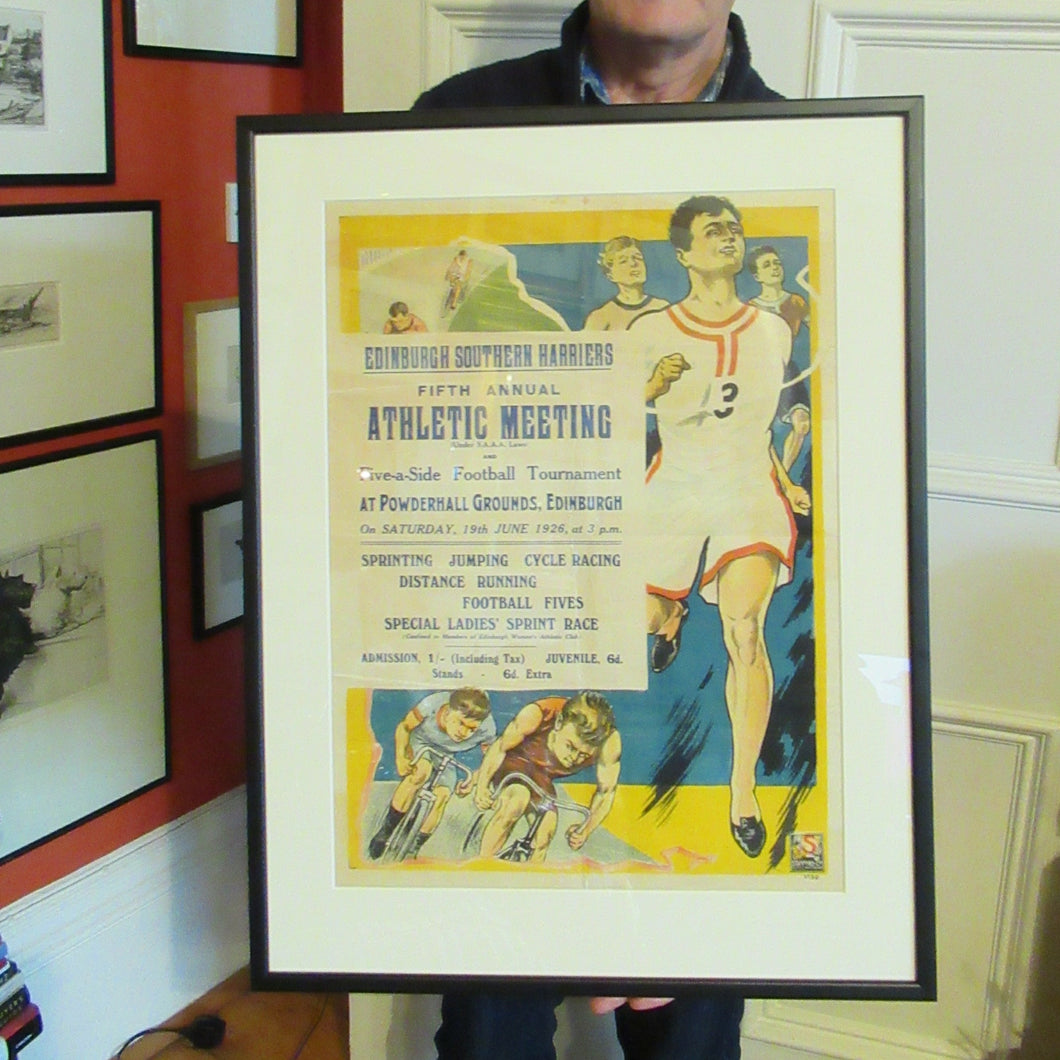 EDINBURGH SOUTHERN HARRIERS
FIFTH ANNUAL
ATHLETIC MEETING
(Under S.A.A.A. Laws)
AND
Five-a-Side Football Tournament
AT POWDERHALL GROUNDS, EDINBURGH
On SATURDAY, 19th JUNE 1926, at 3 p.m.
SPRINTING JUMPING CYCLE RACING
DISTANCE RUNNING
FOOTBALL FIVES
SPECIAL LADIES' SPRINT RACE
(Confined to Members of Edinburgh Women's Athletic Club)
ADMISSION, 1/- (Including Tax) JUVENILE, 6d.
Stands - 6d. Extra
3
S